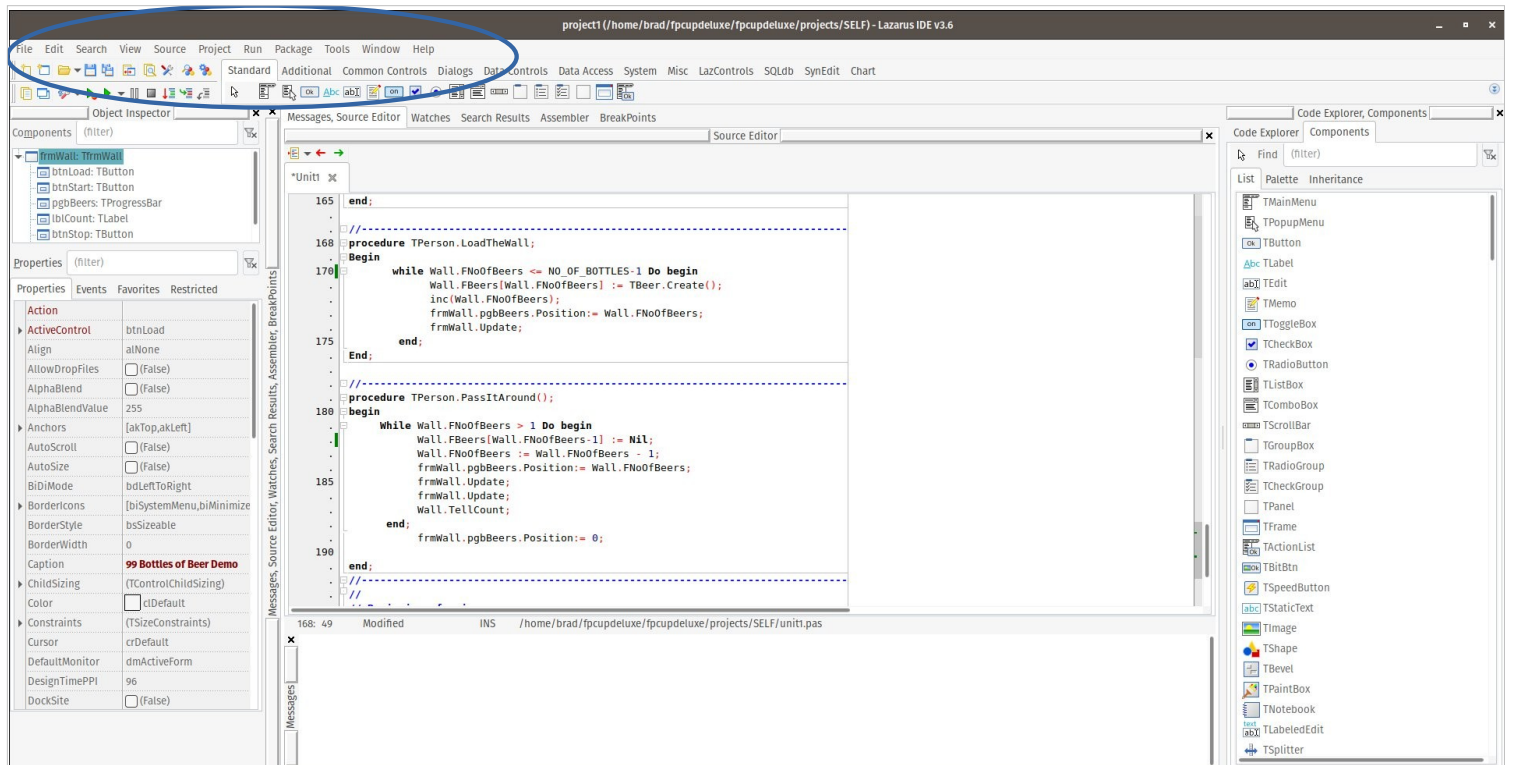 project1 (/home/brad/fpcupdeluxe/fpcupdeluxe/projects/SELF) - Lazarus IDE v3.6
File Edit Search View Source Project Run Package Tools Window Help
Standard Additional Common Controls Dialogs Data Controls Data Access System Misc LazControls SQLdb SynEdit Chart
Ok Abc abI on Ok
Object Inspector
Components (filter)
frmWall: TfrmWall
btnLoad: TButton
btnStart: TButton
pgbBeers: TProgressBar
lblCount: TLabel
btnStop: TButton
Properties (filter)
Properties Events Favorites Restricted
Action
ActiveControl btnLoad
Align alNone
AllowDropFiles (False)
AlphaBlend (False)
AlphaBlendValue 255
Anchors [akTop,akLeft]
AutoScroll (False)
AutoSize (False)
BiDiMode bdLeftToRight
BorderIcons [biSystemMenu,biMinimize
BorderStyle bsSizeable
BorderWidth 0
Caption 99 Bottles of Beer Demo
ChildSizing (TControlChildSizing)
Color clDefault
Constraints (TSizeConstraints)
Cursor crDefault
DefaultMonitor dmActiveForm
DesignTimePPI 96
DockSite (False)
Messages, Source Editor, Watches, Search Results, Assembler, BreakPoints
Messages, Source Editor Watches Search Results Assembler BreakPoints
Source Editor
*Unit1
165 end;
.
. //--------------------------------------------------------------------------------
168 procedure TPerson.LoadTheWall;
. Begin
170 while Wall.FNoOfBeers <= NO_OF_BOTTLES-1 Do begin
. Wall.FBeers[Wall.FNoOfBeers] := TBeer.Create();
. inc(Wall.FNoOfBeers);
. frmWall.pgbBeers.Position:= Wall.FNoOfBeers;
. frmWall.Update;
175 end;
. End;
.
. //--------------------------------------------------------------------------------
. procedure TPerson.PassItAround();
180 begin
. While Wall.FNoOfBeers > 1 Do begin
. Wall.FBeers[Wall.FNoOfBeers-1] := Nil;
. Wall.FNoOfBeers := Wall.FNoOfBeers - 1;
. frmWall.pgbBeers.Position:= Wall.FNoOfBeers;
185 frmWall.Update;
. frmWall.Update;
. Wall.TellCount;
. end;
. frmWall.pgbBeers.Position:= 0;
190
. end;
. //--------------------------------------------------------------------------------
. //
168: 49 Modified INS /home/brad/fpcupdeluxe/fpcupdeluxe/projects/SELF/unit1.pas
Messages
Code Explorer, Components
Code Explorer Components
Find (filter)
List Palette Inheritance
TMainMenu
TPopupMenu
Ok TButton
Abc TLabel
abI TEdit
TMemo
on TToggleBox
TCheckBox
TRadioButton
TListBox
TComboBox
TScrollBar
TGroupBox
TRadioGroup
TCheckGroup
TPanel
TFrame
TActionList
Ok TBitBtn
TSpeedButton
abc TStaticText
TImage
TShape
TBevel
TPaintBox
TNotebook
text abI TLabeledEdit
TSplitter